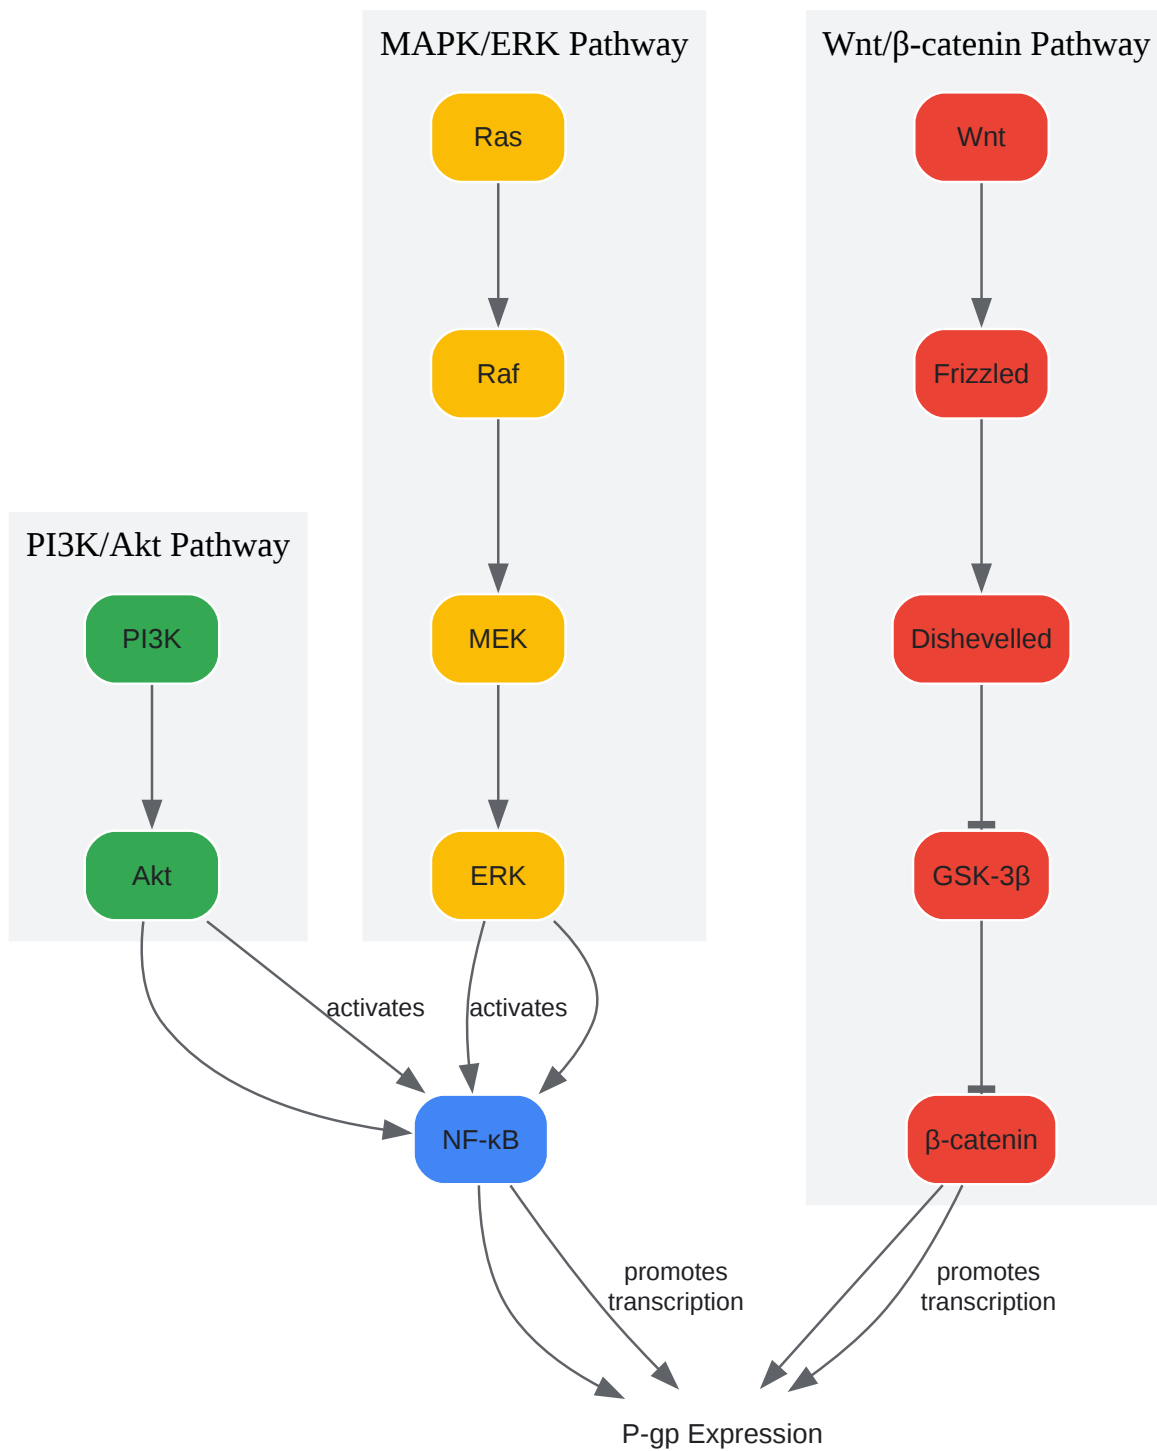 MAPK/ERK Pathway
Wnt/β-catenin Pathway
Ras
Wnt
Raf
Frizzled
PI3K/Akt Pathway
PI3K
MEK
Dishevelled
Akt
ERK
GSK-3β
activates
activates
NF-κB
β-catenin
promotes
transcription
promotes
transcription
P-gp Expression